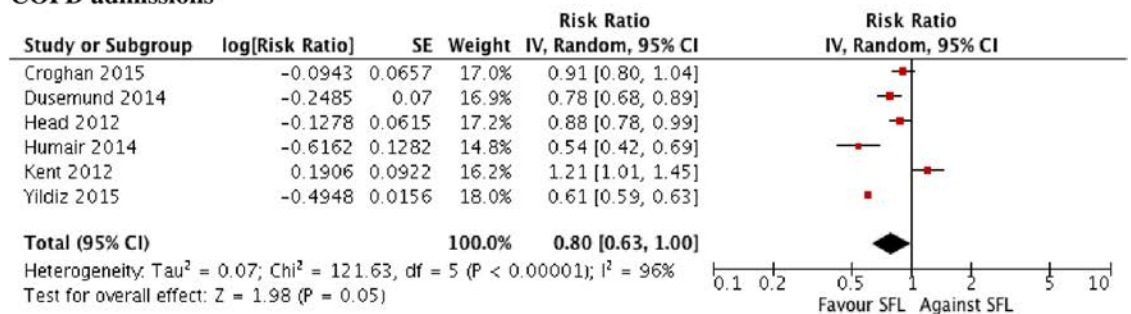 Risk Ratio Risk Ratio
Study or Subgroup log[Risk Ratio] SE Weight IV, Random, 95% CI IV, Random, 95% CI
Croghan 2015 -0.0943 0.0657 17.0% 0.91 [0.80, 1.04]
Dusemund 2014 -0.2485 0.07 16.9% 0.78 [0.68, 0.89]
Head 2012 -0.1278 0.0615 17.2% 0.88 [0.78, 0.99]
Humair 2014 -0.6162 0.1282 14.8% 0.54 [0.42, 0.69]
Kent 2012 0.1906 0.0922 16.2% 1.21 [1.01, 1.45]
Yildiz 2015 -0.4948 0.0156 18.0% 0.61 [0.59, 0.63]
Total (95% CI) 100.0% 0.80 [0.63, 1.00]
Heterogeneity: Tau² = 0.07; Chi² = 121.63, df = 5 (P < 0.00001); I² = 96%
Test for overall effect: Z = 1.98 (P = 0.05)
0.1 0.2 0.5 1 2 5 10
Favour SFL Against SFL